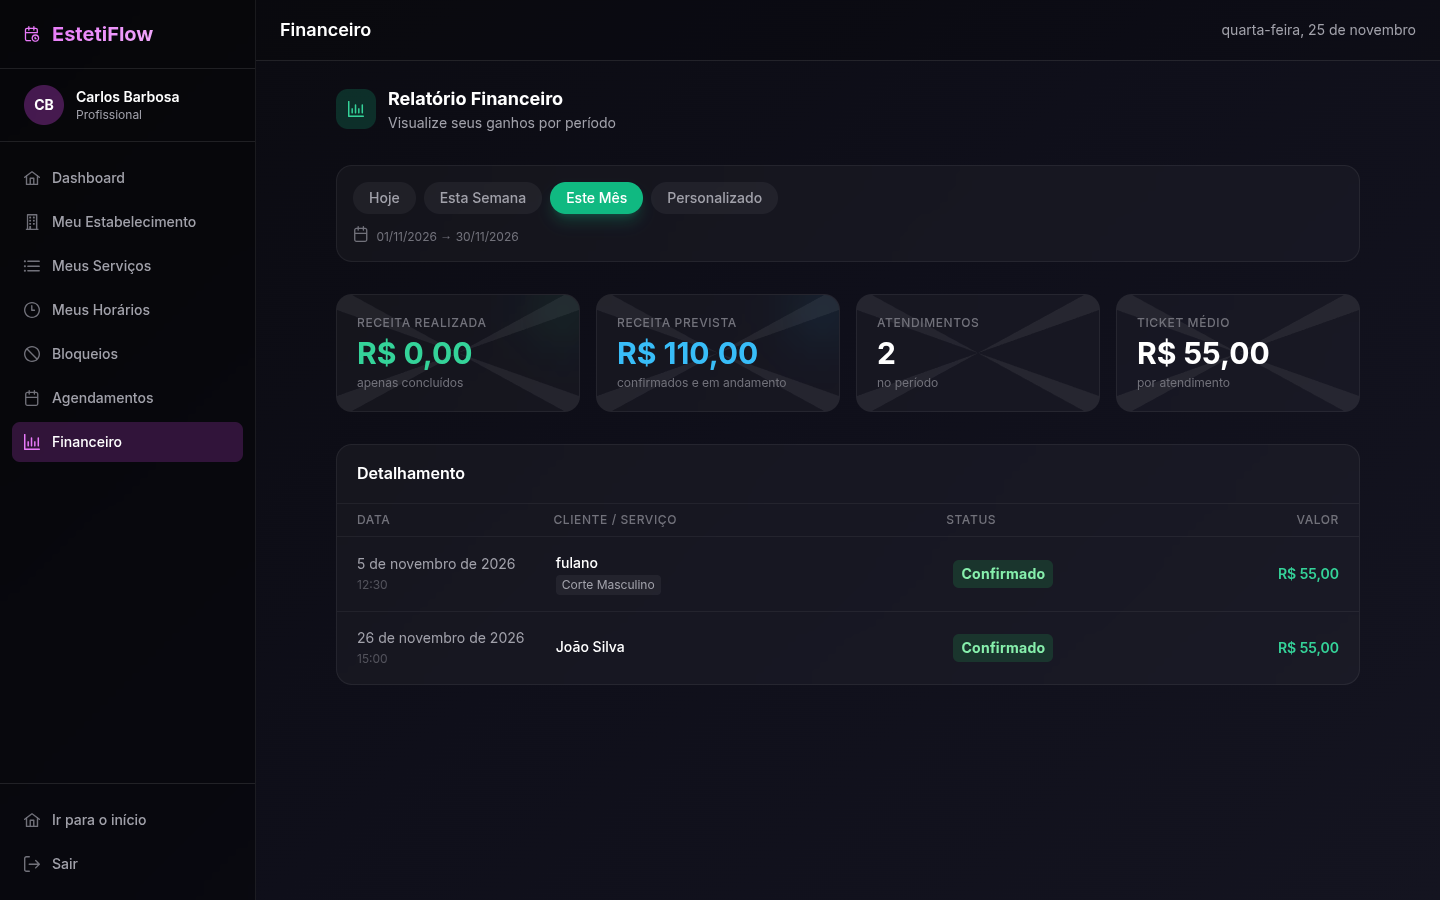 EstetiFlow
CB
Carlos Barbosa
Profissional
Dashboard
Meu Estabelecimento
Meus Serviços
Meus Horários
Bloqueios
Agendamentos
Financeiro
Ir para o início
Sair
Financeiro
quarta-feira, 25 de novembro
Relatório Financeiro
Visualize seus ganhos por período
Hoje
Esta Semana
Este Mês
Personalizado
01/11/2026 → 30/11/2026
RECEITA REALIZADA
R$ 0,00
apenas concluídos
RECEITA PREVISTA
R$ 110,00
confirmados e em andamento
ATENDIMENTOS
2
no período
TICKET MÉDIO
R$ 55,00
por atendimento
Detalhamento
DATA CLIENTE / SERVIÇO STATUS VALOR
5 de novembro de 2026
12:30
fulano
Corte Masculino
Confirmado
R$ 55,00
26 de novembro de 2026
15:00
João Silva
Confirmado
R$ 55,00